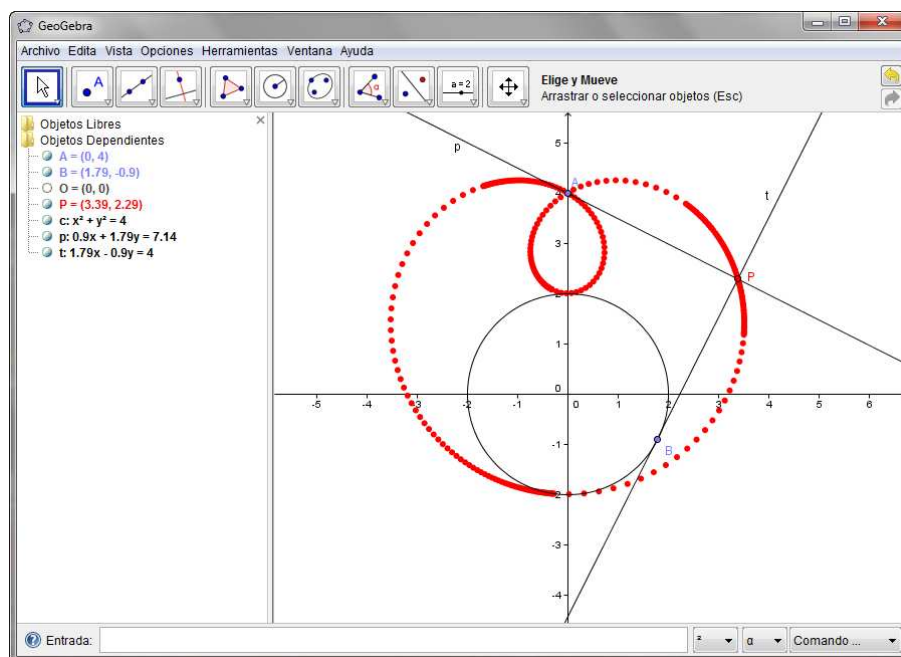 GeoGebra
Archivo Edita Vista Opciones Herramientas Ventana Ayuda
A
α
a = 2
Elige y Mueve
Arrastrar o seleccionar objetos (Esc)
Objetos Libres
Objetos Dependientes
A = (0, 4)
B = (1.79, -0.9)
O = (0, 0)
P = (3.39, 2.29)
c: x² + y² = 4
p: 0.9x + 1.79y = 7.14
t: 1.79x - 0.9y = 4
5
p
t
A
4
3
P
2
1
0
-5 -4 -3 -2 -1 0 1 2 3 4 5 6
-1
B
2
-3
-4
Entrada:
² α Comando ...